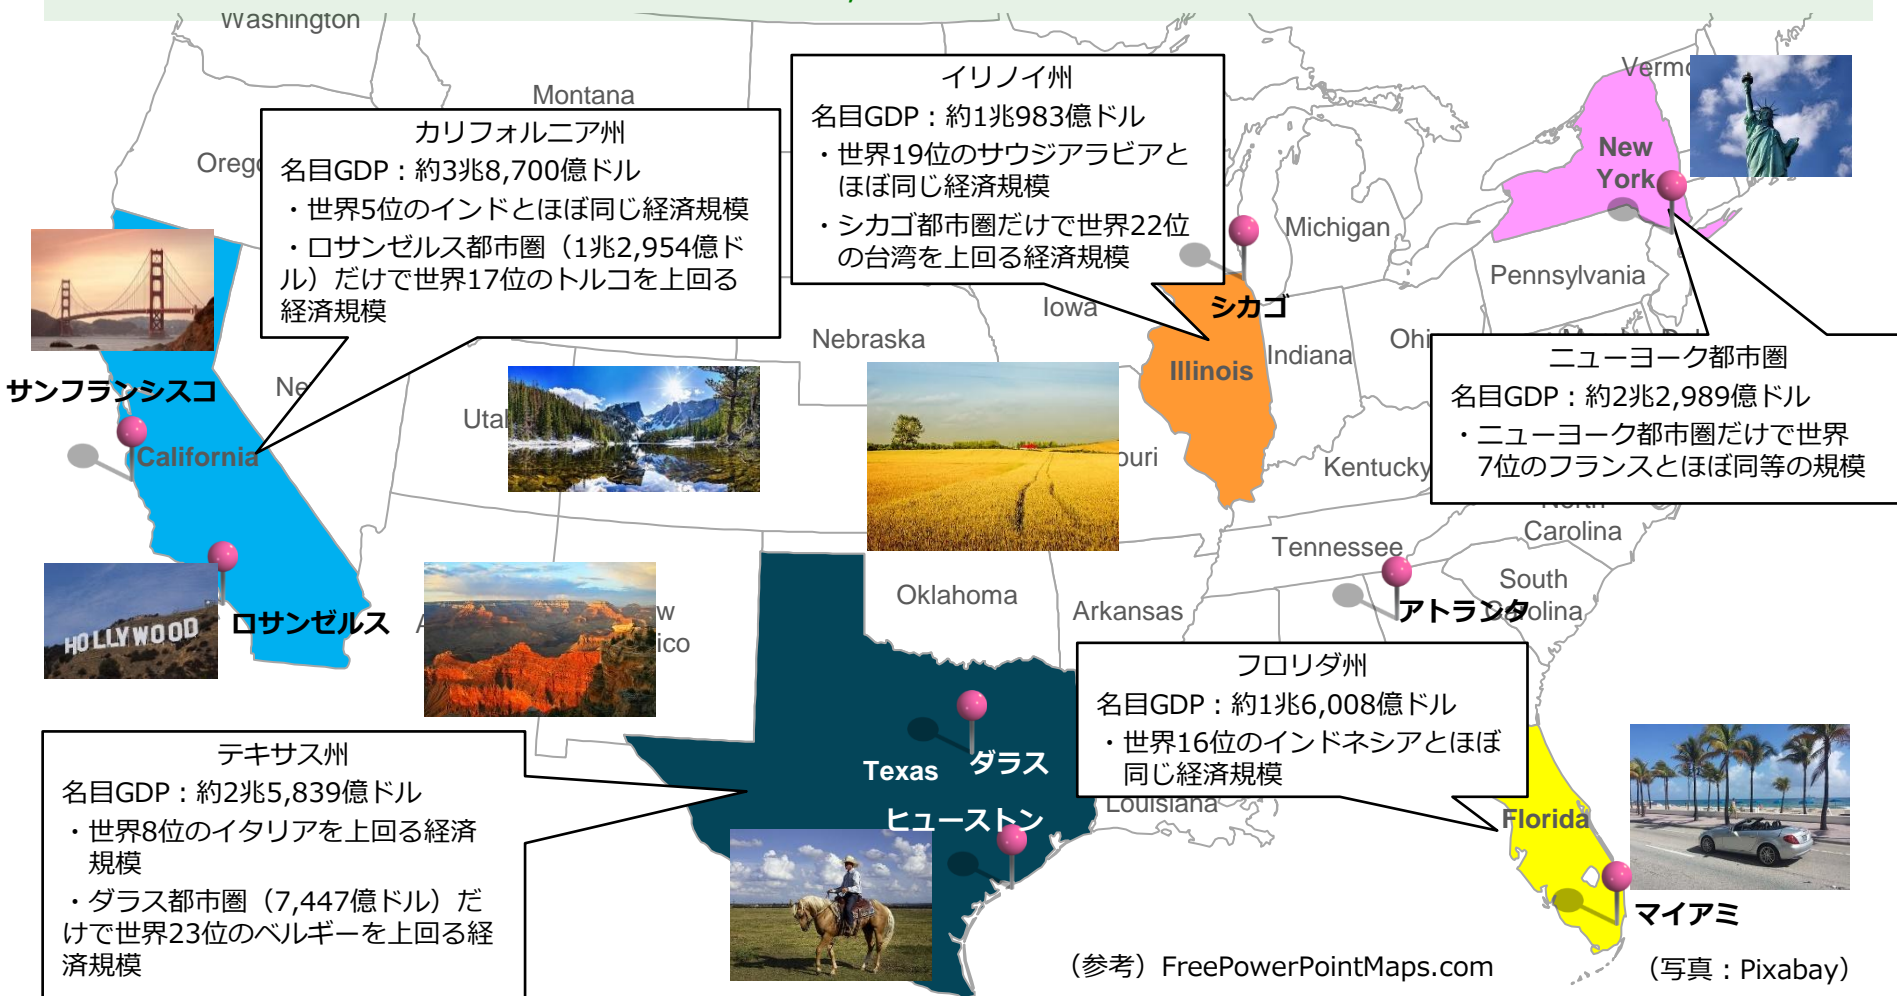 Washington
Montana
Vermo
イリノイ州
名目GDP：約1兆983億ドル
・世界19位のサウジアラビアと
ほぼ同じ経済規模
・シカゴ都市圏だけで世界22位
の台湾を上回る経済規模
カリフォルニア州
名目GDP：約3兆8,700億ドル
・世界5位のインドとほぼ同じ経済規模
・ロサンゼルス都市圏（1兆2,954億ド
ル）だけで世界17位のトルコを上回る
経済規模
Orego
New
York
Michigan
Pennsylvania
Iowa
シカゴ
Nebraska
Indiana
Ohi
Illinois
ニューヨーク都市圏
名目GDP：約2兆2,989億ドル
・ニューヨーク都市圏だけで世界
7位のフランスとほぼ同等の規模
サンフランシスコ
Ne
Utah
California
ouri
Kentucky
North
Carolina
Tennessee
South
Carolina
HOLLYWOOD
ロサンゼルス
A
w
ico
Oklahoma
Arkansas
アトランタ
フロリダ州
名目GDP：約1兆6,008億ドル
・世界16位のインドネシアとほぼ
同じ経済規模
テキサス州
名目GDP：約2兆5,839億ドル
・世界8位のイタリアを上回る経済
規模
・ダラス都市圏（7,447億ドル）だ
けで世界23位のベルギーを上回る経
済規模
Texas
ダラス
ヒューストン
Louisiana
Florida
マイアミ
（参考）FreePowerPointMaps.com
（写真：Pixabay）